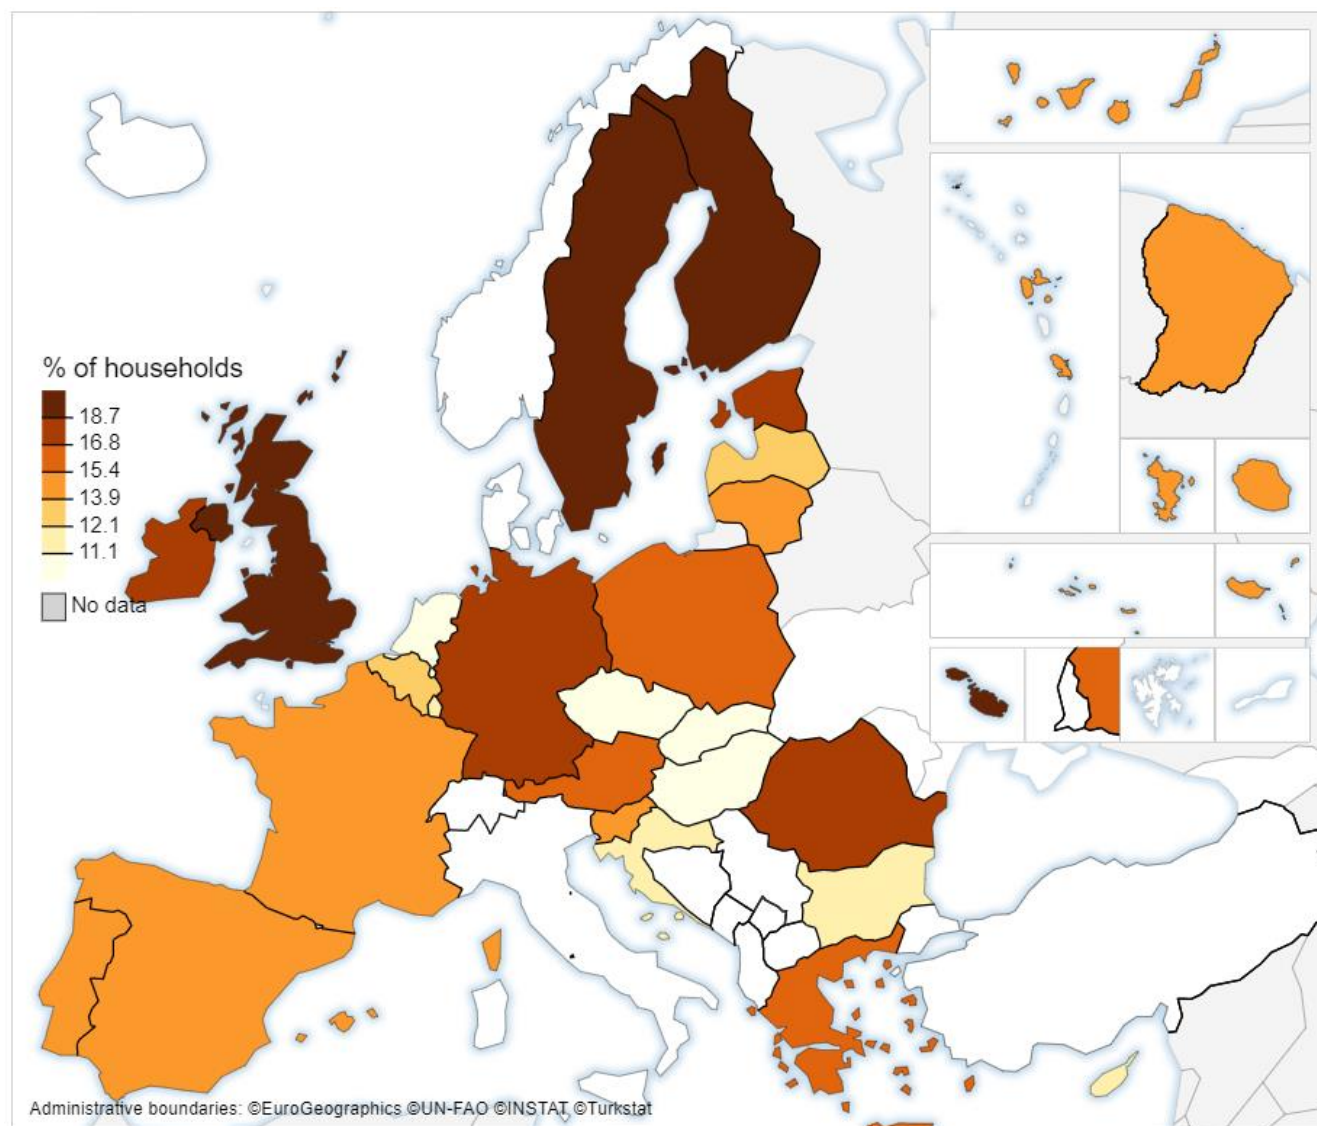 % of households
18.7
16.8
15.4
13.9
12.1
11.1
No data
Administrative boundaries: ©EuroGeographics ©UN-FAO ©INSTAT ©Turkstat